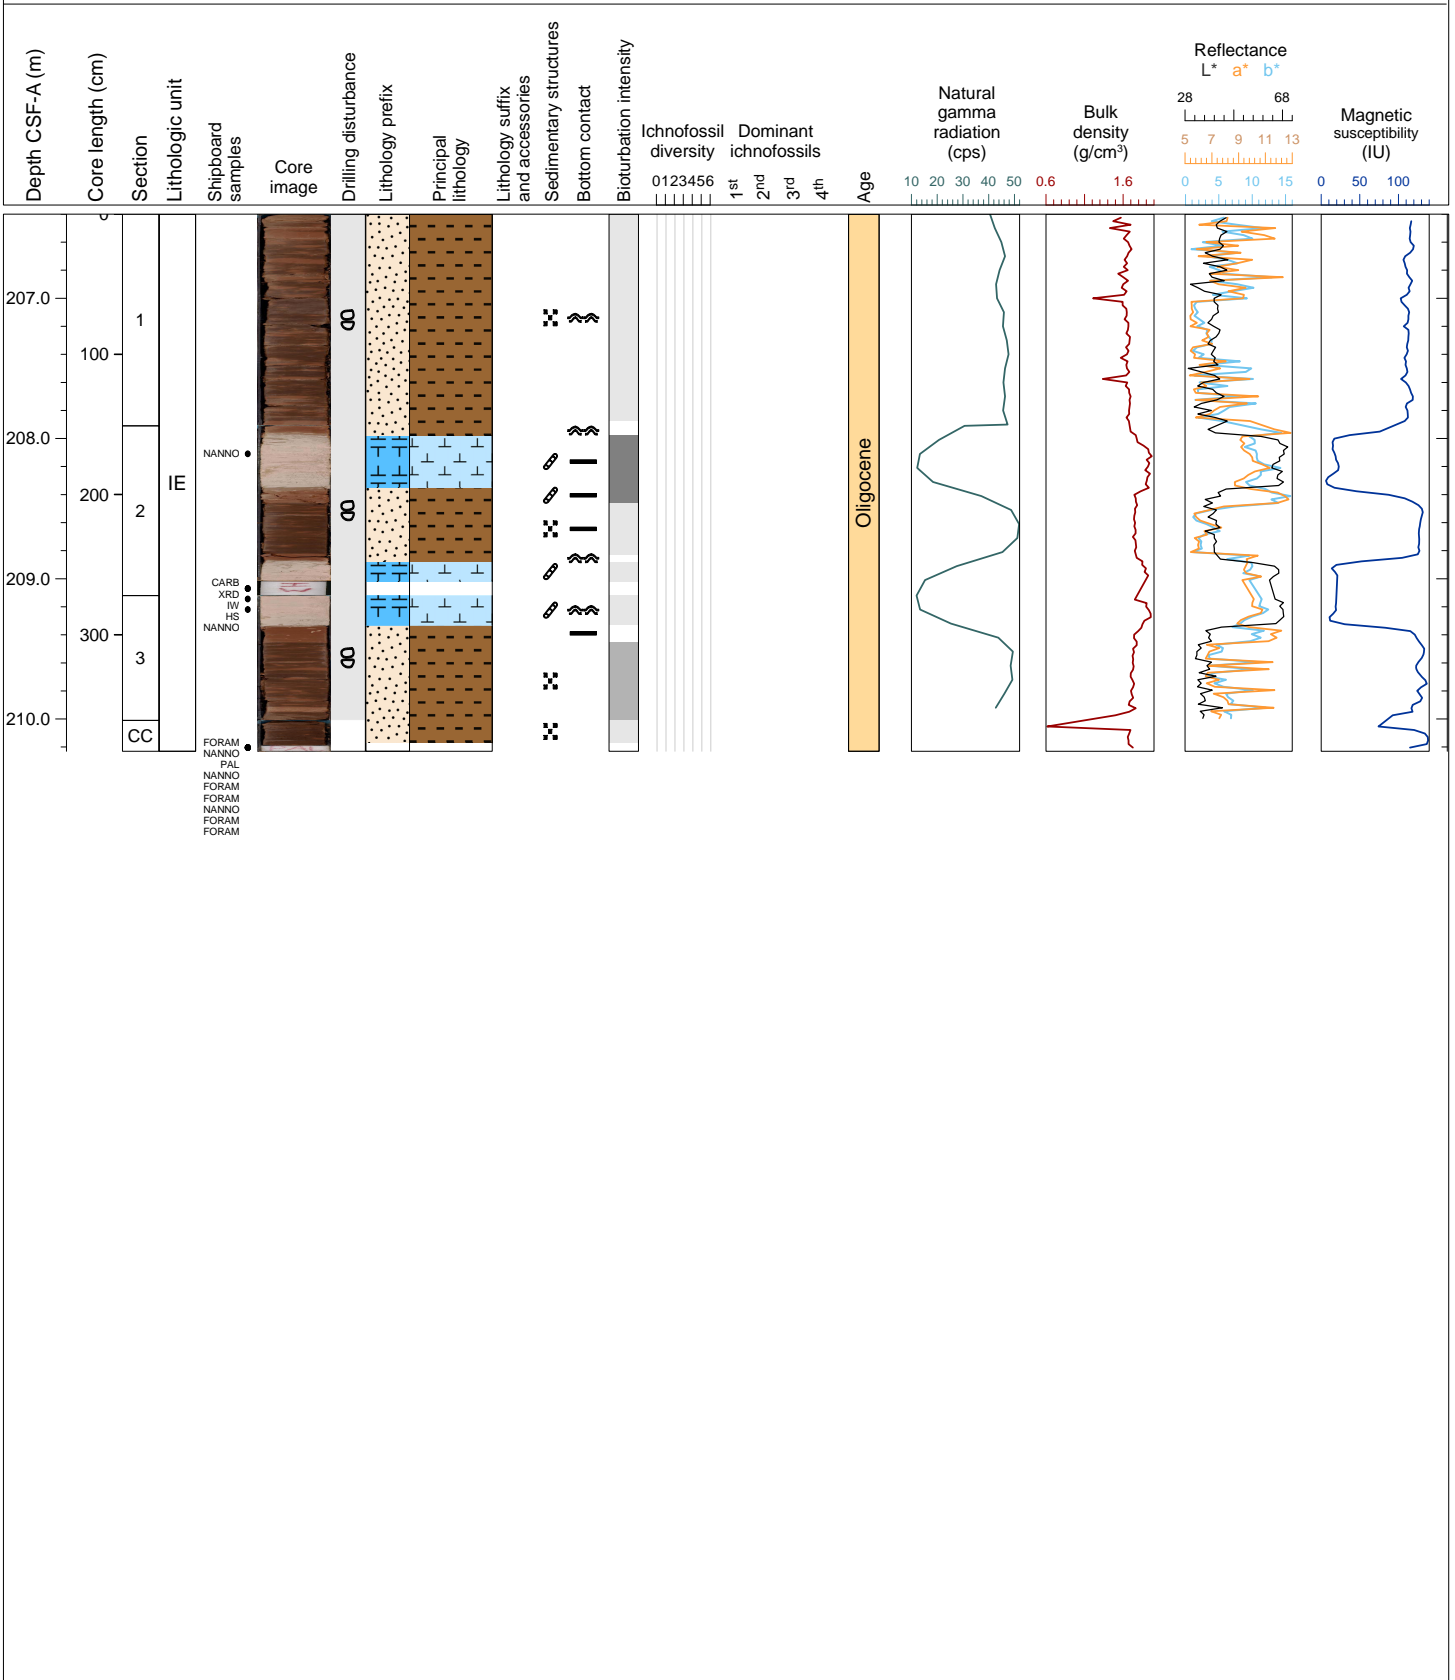 Depth CSF-A (m)
Core length (cm)
Section
Lithologic unit
Shipboard
samples
Core
image
Drilling disturbance
Lithology prefix
Principal
lithology
Lithology suffix
and accessories
Sedimentary structures
Bottom contact
Bioturbation intensity
Ichnofossil
diversity
0123456
Dominant
ichnofossils
1st
2nd
3rd
4th
Age
Natural
gamma
radiation
(cps)
10 20 30 40 50
Bulk
density
(g/cm³)
0.6 1.6
Reflectance
L* a* b*
28 68
5 7 9 11 13
0 5 10 15
Magnetic
susceptibility
(IU)
0 50 100
207.0
208.0
209.0
210.0
0
100
200
300
1
2
3
CC
IE
NANNO
CARB
XRD
IW
HS
NANNO
FORAM
NANNO
PAL
NANNO
FORAM
FORAM
NANNO
FORAM
FORAM
Oligocene